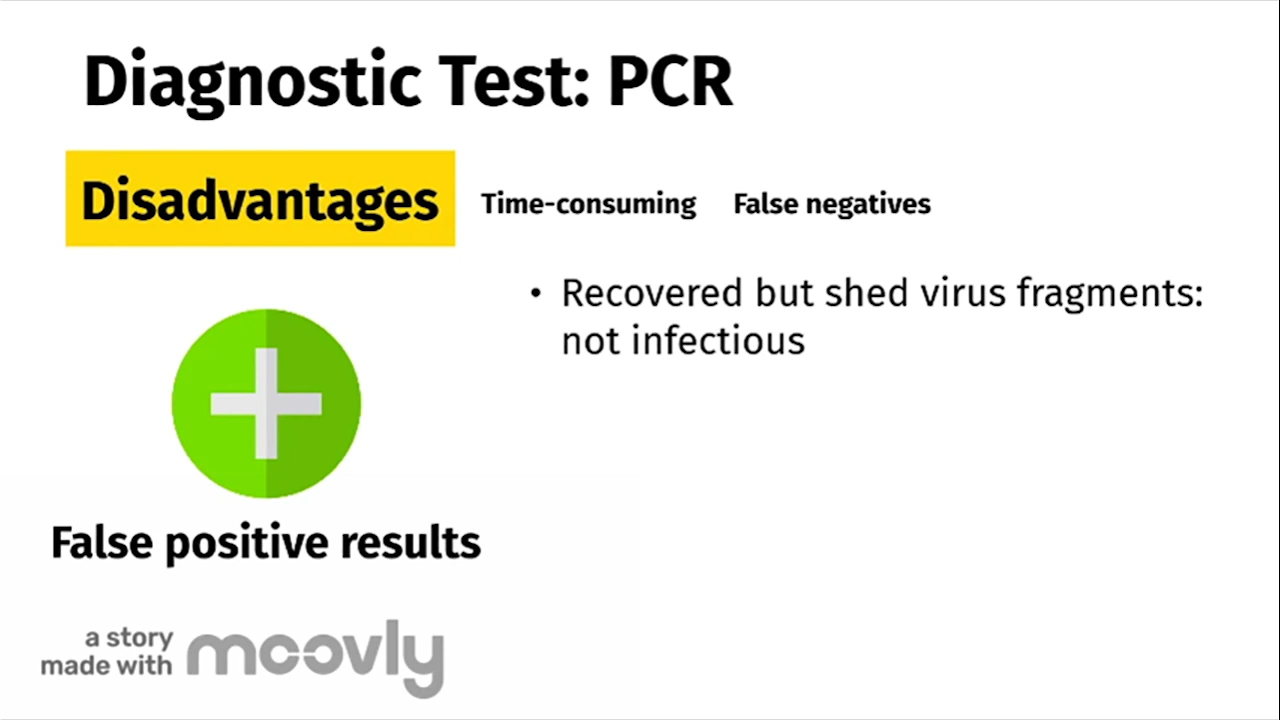 Diagnostic Test: PCR
Disadvantages
Time-consuming
False negatives
• Recovered but shed virus fragments:
not infectious
False positive results
a story
made with
moovly